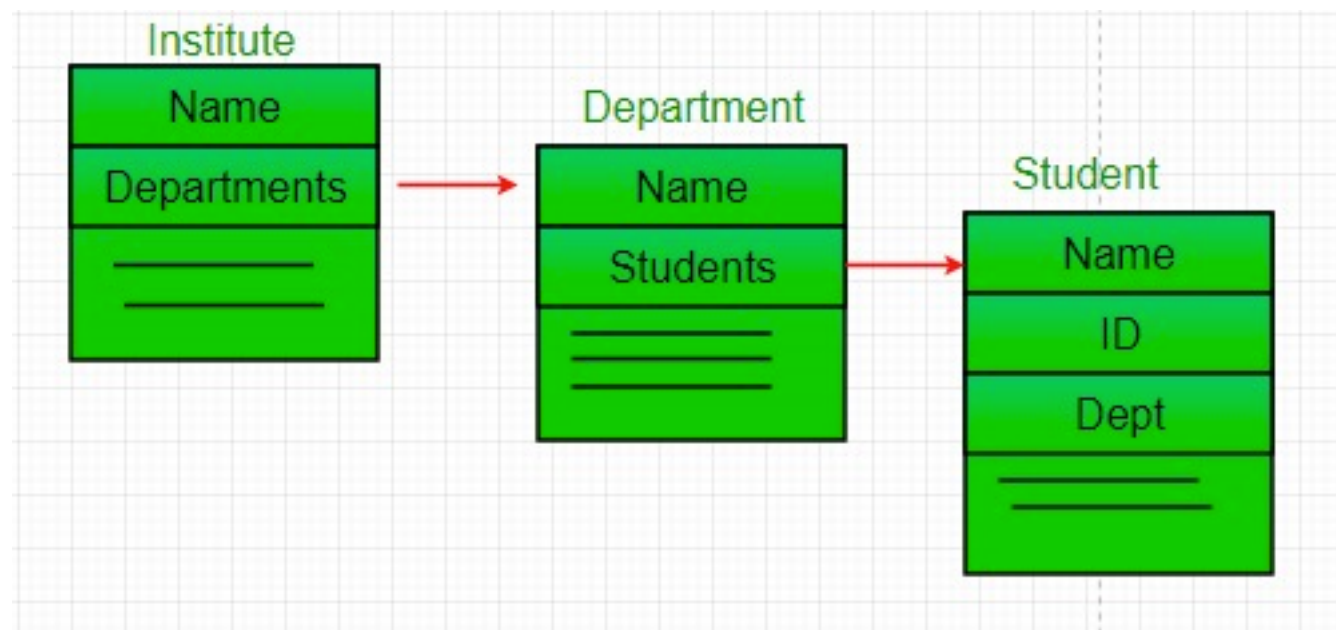 Institute
Name
Departments
Department
Name
Students
Student
Name
ID
Dept